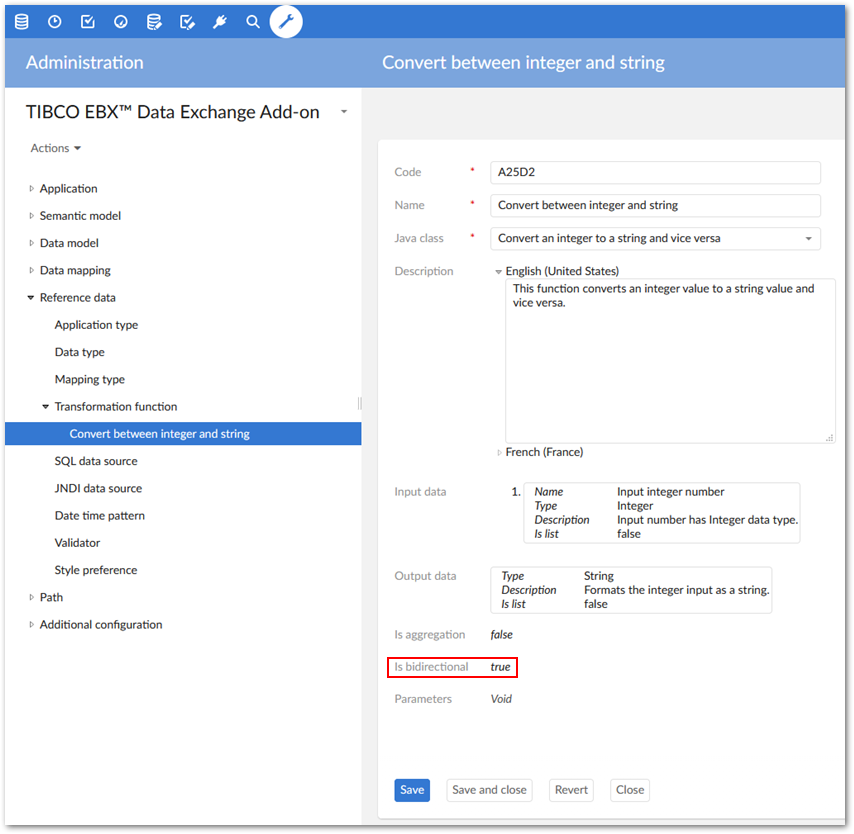 Administration
Convert between integer and string
TIBCO EBX™ Data Exchange Add-on
Actions
Application
Semantic model
Data model
Data mapping
Reference data
Application type
Data type
Mapping type
Transformation function
Convert between integer and string
SQL data source
JNDI data source
Date time pattern
Validator
Style preference
Path
Additional configuration
Code * A25D2
Name * Convert between integer and string
Java class * Convert an integer to a string and vice versa
Description English (United States)
This function converts an integer value to a string value and
vice versa.
French (France)
Input data 1. Name Input integer number
Type Integer
Description Input number has Integer data type.
Is list false
Output data Type String
Description Formats the integer input as a string.
Is list false
Is aggregation false
Is bidirectional true
Parameters Void
Save Save and close Revert Close